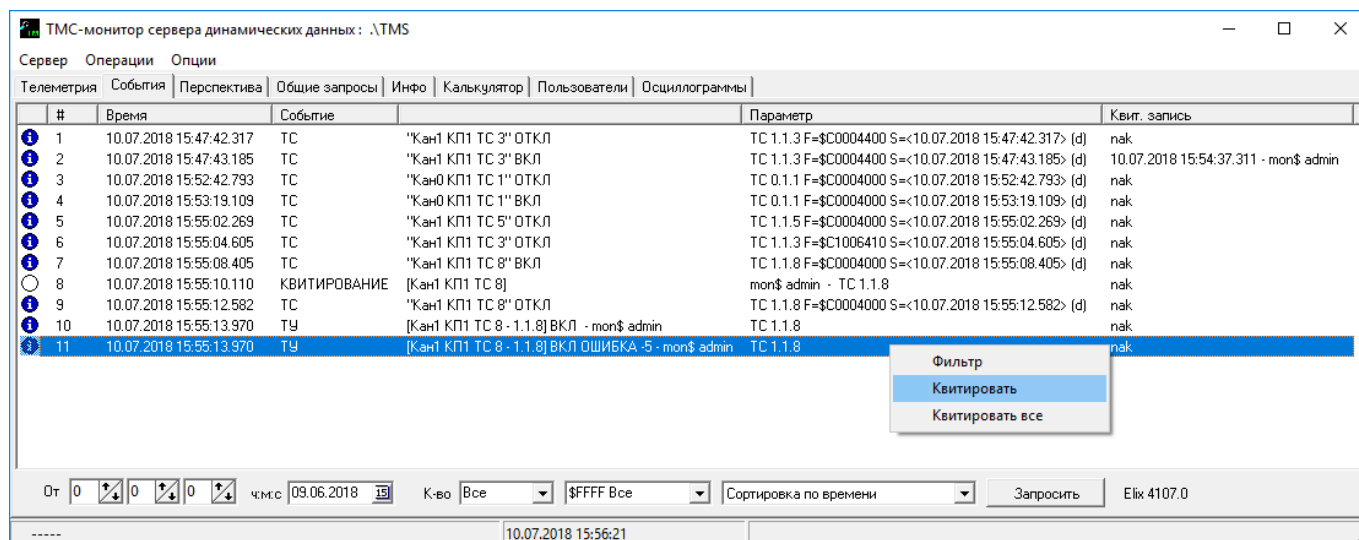 ТМС-монитор сервера динамических данных : .\TMS
Сервер Операции Опции
Телеметрия События Перспектива Общие запросы Инфо Калькулятор Пользователи Осциллограммы
# Время Событие Параметр Квит. запись
1 10.07.2018 15:47:42.317 ТС "Кан1 КП1 ТС 3" ОТКЛ ТС 1.1.3 F=$C0004400 S=<10.07.2018 15:47:42.317> (d) nak
2 10.07.2018 15:47:43.185 ТС "Кан1 КП1 ТС 3" ВКЛ ТС 1.1.3 F=$C0004400 S=<10.07.2018 15:47:43.185> (d) 10.07.2018 15:54:37.311 - mon$ admin
3 10.07.2018 15:52:42.793 ТС "Кан0 КП1 ТС 1" ОТКЛ ТС 0.1.1 F=$C0004000 S=<10.07.2018 15:52:42.793> (d) nak
4 10.07.2018 15:53:19.109 ТС "Кан0 КП1 ТС 1" ВКЛ ТС 0.1.1 F=$C0004000 S=<10.07.2018 15:53:19.109> (d) nak
5 10.07.2018 15:55:02.269 ТС "Кан1 КП1 ТС 5" ОТКЛ ТС 1.1.5 F=$C0004000 S=<10.07.2018 15:55:02.269> (d) nak
6 10.07.2018 15:55:04.605 ТС "Кан1 КП1 ТС 3" ОТКЛ ТС 1.1.3 F=$C1006410 S=<10.07.2018 15:55:04.605> (d) nak
7 10.07.2018 15:55:08.405 ТС "Кан1 КП1 ТС 8" ВКЛ ТС 1.1.8 F=$C0004000 S=<10.07.2018 15:55:08.405> (d) nak
8 10.07.2018 15:55:10.110 КВИТИРОВАНИЕ [Кан1 КП1 ТС 8] mon$ admin - ТС 1.1.8 nak
9 10.07.2018 15:55:12.582 ТС "Кан1 КП1 ТС 8" ОТКЛ ТС 1.1.8 F=$C0004000 S=<10.07.2018 15:55:12.582> (d) nak
10 10.07.2018 15:55:13.970 ТУ [Кан1 КП1 ТС 8 - 1.1.8] ВКЛ - mon$ admin ТС 1.1.8 nak
11 10.07.2018 15:55:13.970 ТУ [Кан1 КП1 ТС 8 - 1.1.8] ВКЛ ОШИБКА -5 - mon$ admin ТС 1.1.8 nak
Фильтр
Квитировать
Квитировать все
От 0 0 0 ч:м:с 09.06.2018 15 К-во Все $FFFF Все Сортировка по времени Запросить Elix 4107.0
----- 10.07.2018 15:56:21